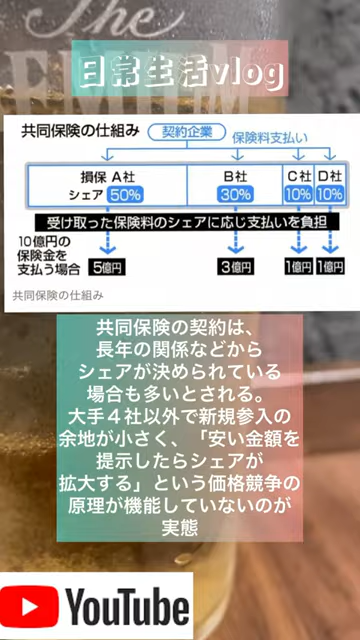 The
PREMIUM
日常生活vlog
共同保険の仕組み
契約企業
保険料支払い
損保 A社
シェア 50%
B社
30%
C社
10%
D社
10%
受け取った保険料のシェアに応じ支払いを負担
10億円の
保険金を
支払う場合
5億円
3億円
1億円
1億円
共同保険の仕組み
共同保険の契約は、
長年の関係などから
シェアが決められている
場合も多いとされる。
大手4社以外で新規参入の
余地が小さく、「安い金額を
提示したらシェアが
拡大する」という価格競争の
原理が機能していないのが
実態
YouTube